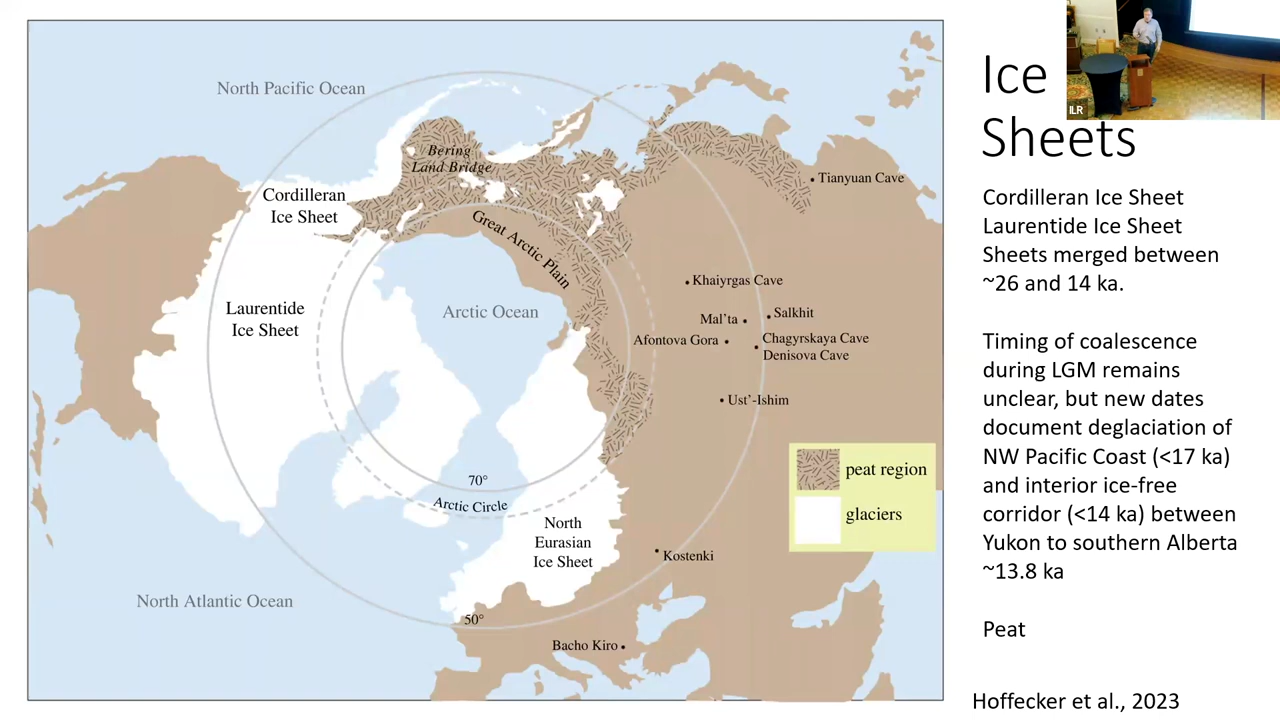 North Pacific Ocean
Bering
Land Bridge
Cordilleran
Ice Sheet
Great Arctic Plain
Tianyuan Cave
Khaiyrgas Cave
Laurentide
Ice Sheet
Arctic Ocean
Mal’ta
Salkhit
Afontova Gora
Chagyrskaya Cave
Denisova Cave
Ust’-Ishim
70°
Arctic Circle
peat region
glaciers
North
Eurasian
Ice Sheet
Kostenki
North Atlantic Ocean
50°
Bacho Kiro
Ice
Sheets
ILR
Cordilleran Ice Sheet
Laurentide Ice Sheet
Sheets merged between
~26 and 14 ka.
Timing of coalescence
during LGM remains
unclear, but new dates
document deglaciation of
NW Pacific Coast (<17 ka)
and interior ice-free
corridor (<14 ka) between
Yukon to southern Alberta
~13.8 ka
Peat
Hoffecker et al., 2023